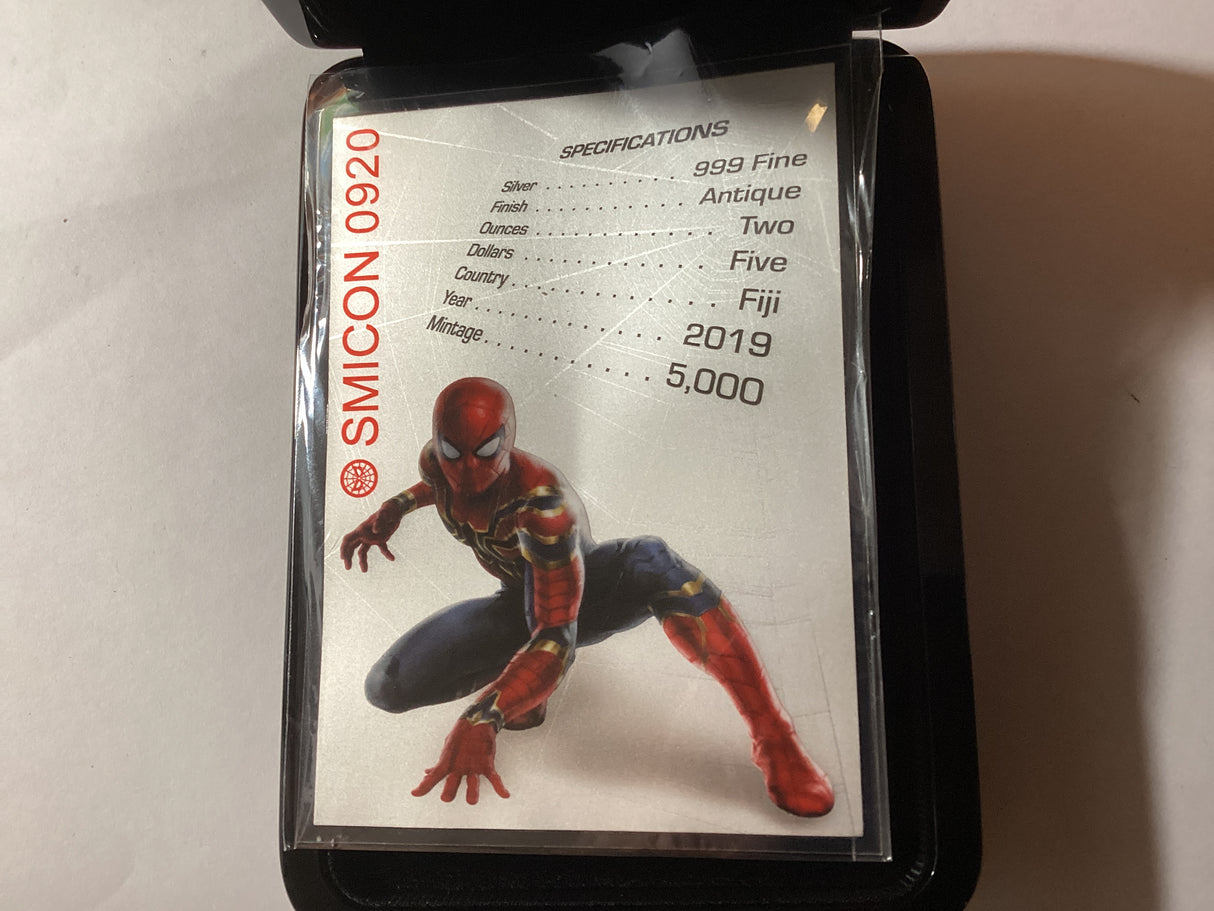 SMICON 0920
SPECIFICATIONS
Silver . . . . . . . . . . . 999 Fine
Finish . . . . . . . . . . . . Antique
Ounces . . . . . . . . . . . . . . Two
Dollars . . . . . . . . . . . . . . Five
Country . . . . . . . . . . . . . . Fiji
Year . . . . . . . . . . . . . 2019
Mintage . . . . . . . . . . . . 5,000